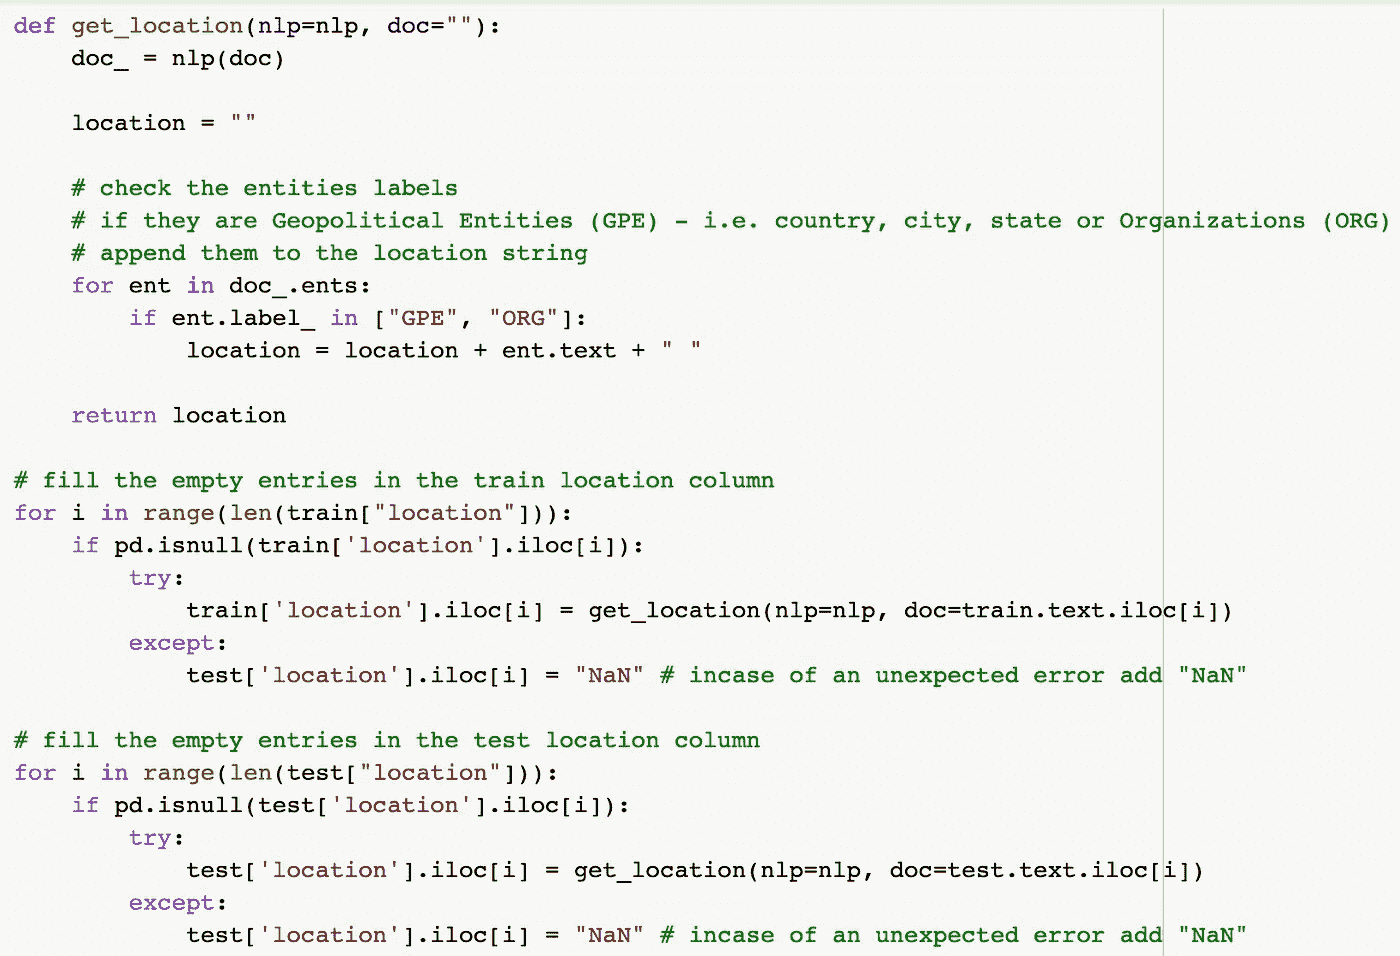 def get_location(nlp=nlp, doc=""):
    doc_ = nlp(doc)

    location = ""

    # check the entities labels
    # if they are Geopolitical Entities (GPE) – i.e. country, city, state or Organizations (ORG)
    # append them to the location string
    for ent in doc_.ents:
        if ent.label_ in ["GPE", "ORG"]:
            location = location + ent.text + " "

    return location

# fill the empty entries in the train location column
for i in range(len(train["location"])):
    if pd.isnull(train['location'].iloc[i]):
        try:
            train['location'].iloc[i] = get_location(nlp=nlp, doc=train.text.iloc[i])
        except:
            test['location'].iloc[i] = "NaN" # incase of an unexpected error add "NaN"

# fill the empty entries in the test location column
for i in range(len(test["location"])):
    if pd.isnull(test['location'].iloc[i]):
        try:
            test['location'].iloc[i] = get_location(nlp=nlp, doc=test.text.iloc[i])
        except:
            test['location'].iloc[i] = "NaN" # incase of an unexpected error add "NaN"